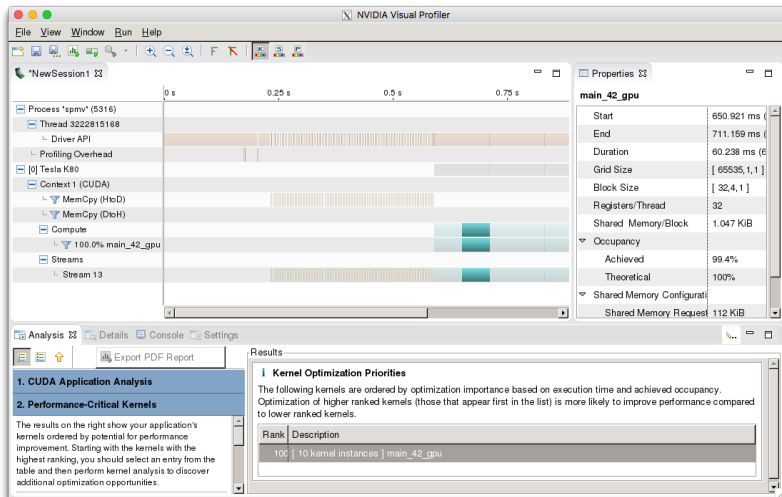 NVIDIA Visual Profiler
File View Window Run Help
*NewSession1
0 s 0.25 s 0.5 s 0.75 s
Process "spmv" (5316)
Thread 3222815168
Driver API
Profiling Overhead
[0] Tesla K80
Context 1 (CUDA)
MemCpy (HtoD)
MemCpy (DtoH)
Compute
100.0% main_42_gpu
Streams
Stream 13
Properties
main_42_gpu
Start 650.921 ms (
End 711.159 ms (
Duration 60.238 ms (6
Grid Size [ 65535,1,1 ]
Block Size [ 32,4,1 ]
Registers/Thread 32
Shared Memory/Block 1.047 KiB
Occupancy
Achieved 99.4%
Theoretical 100%
Shared Memory Configurati
Shared Memory Request 112 KiB
Analysis Details Console Settings
Export PDF Report
1. CUDA Application Analysis
2. Performance-Critical Kernels
The results on the right show your application's
kernels ordered by potential for performance
improvement. Starting with the kernels with the
highest ranking, you should select an entry from the
table and then perform kernel analysis to discover
additional optimization opportunities.
Results
i Kernel Optimization Priorities
The following kernels are ordered by optimization importance based on execution time and achieved occupancy.
Optimization of higher ranked kernels (those that appear first in the list) is more likely to improve performance compared
to lower ranked kernels.
Rank Description
100 [ 10 kernel instances ] main_42_gpu